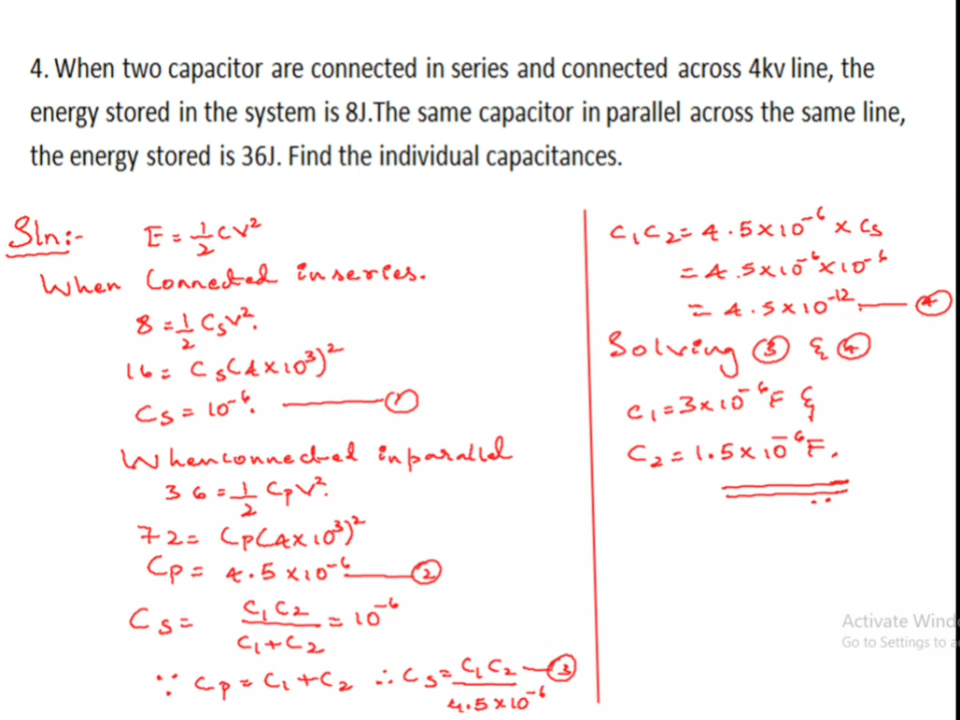 4. When two capacitor are connected in series and connected across 4kv line, the
energy stored in the system is 8J.The same capacitor in parallel across the same line,
the energy stored is 36J. Find the individual capacitances.
Sln:- E = 1/2 CV²
When Connected in series.
8 = 1/2 CsV².
16 = Cs(4×10³)²
Cs = 10⁻⁶. — ①
When connected in parallel
36 = 1/2 CpV².
72 = Cp(4×10³)²
Cp = 4.5×10⁻⁶ — ②
Cs = C₁C₂/C₁+C₂ = 10⁻⁶
∵ Cp = C₁+C₂ ∴ Cs = C₁C₂/4.5×10⁻⁶ — ③
C₁C₂ = 4.5×10⁻⁶ × Cs
= 4.5×10⁻⁶×10⁻⁶
= 4.5×10⁻¹² — ④
Solving ③ & ④
C₁ = 3×10⁻⁶F &
C₂ = 1.5×10⁻⁶F.
Activate Wind
Go to Settings to a